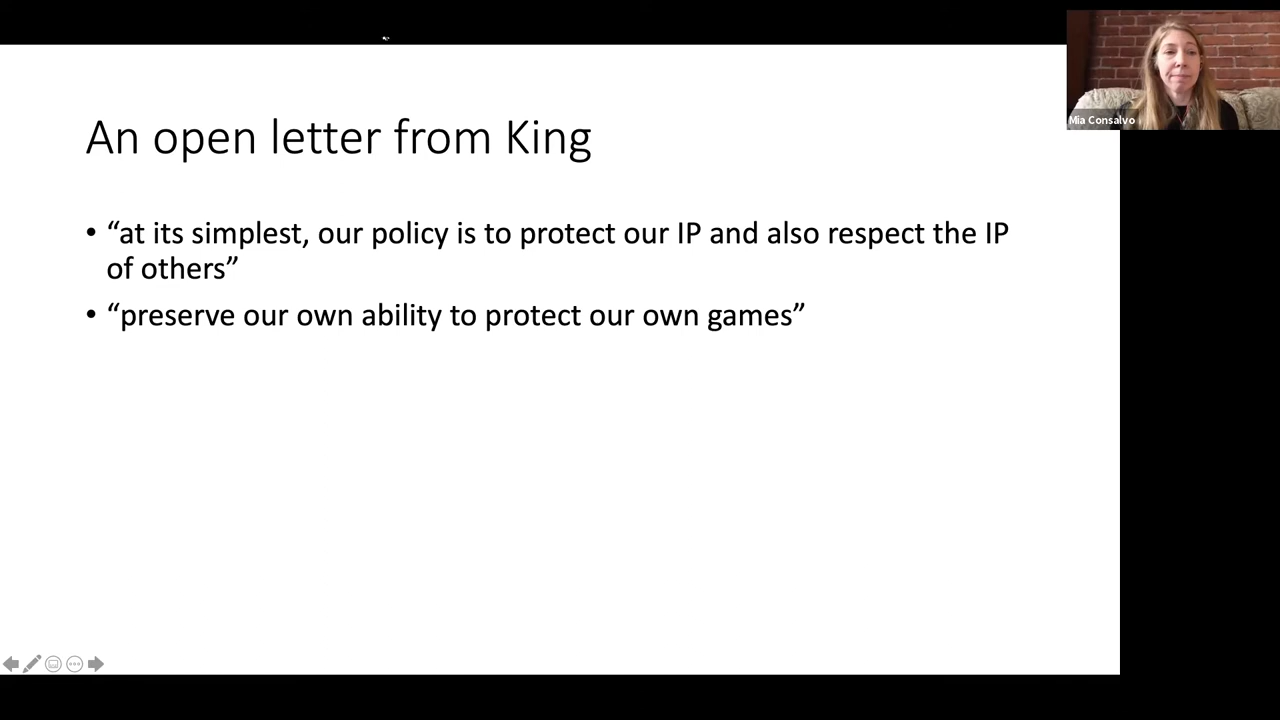 An open letter from King
• “at its simplest, our policy is to protect our IP and also respect the IP
of others”
• “preserve our own ability to protect our own games”
Mia Consalvo